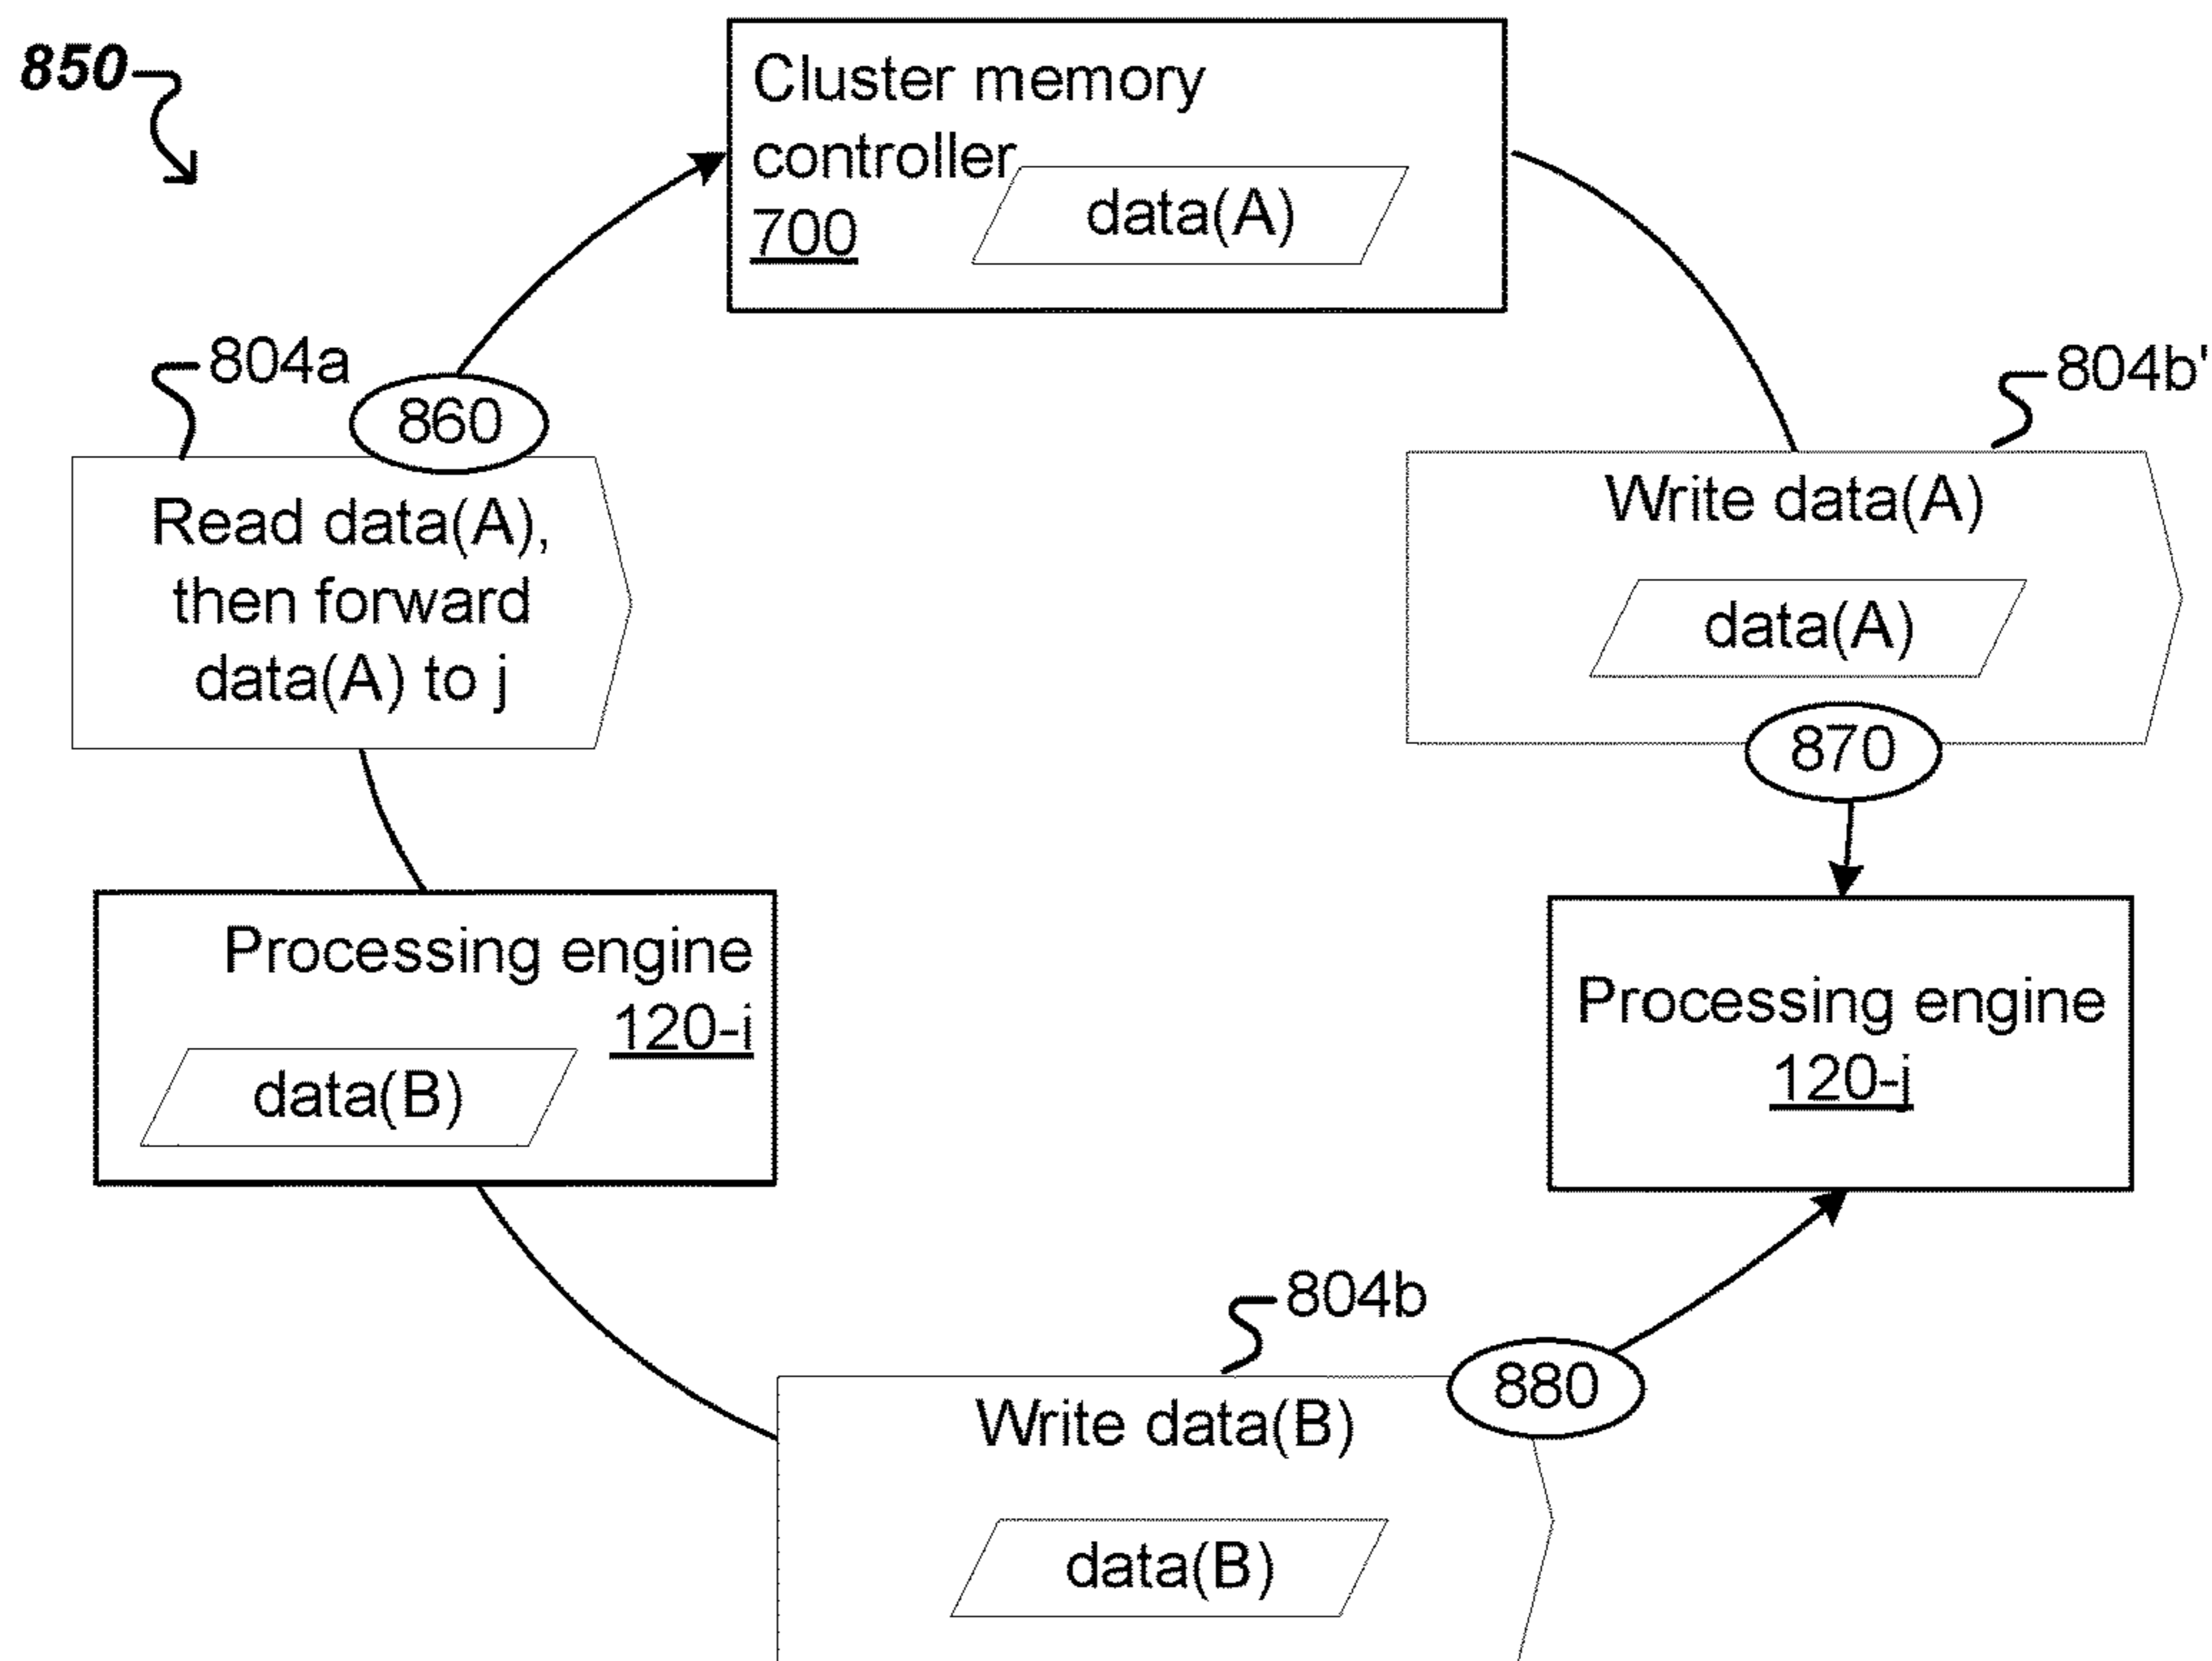 850
Cluster memory
controller
700
data(A)
804a
860
Read data(A),
then forward
data(A) to j
804b'
Write data(A)
data(A)
870
Processing engine
120-i
data(B)
Processing engine
120-j
804b
880
Write data(B)
data(B)